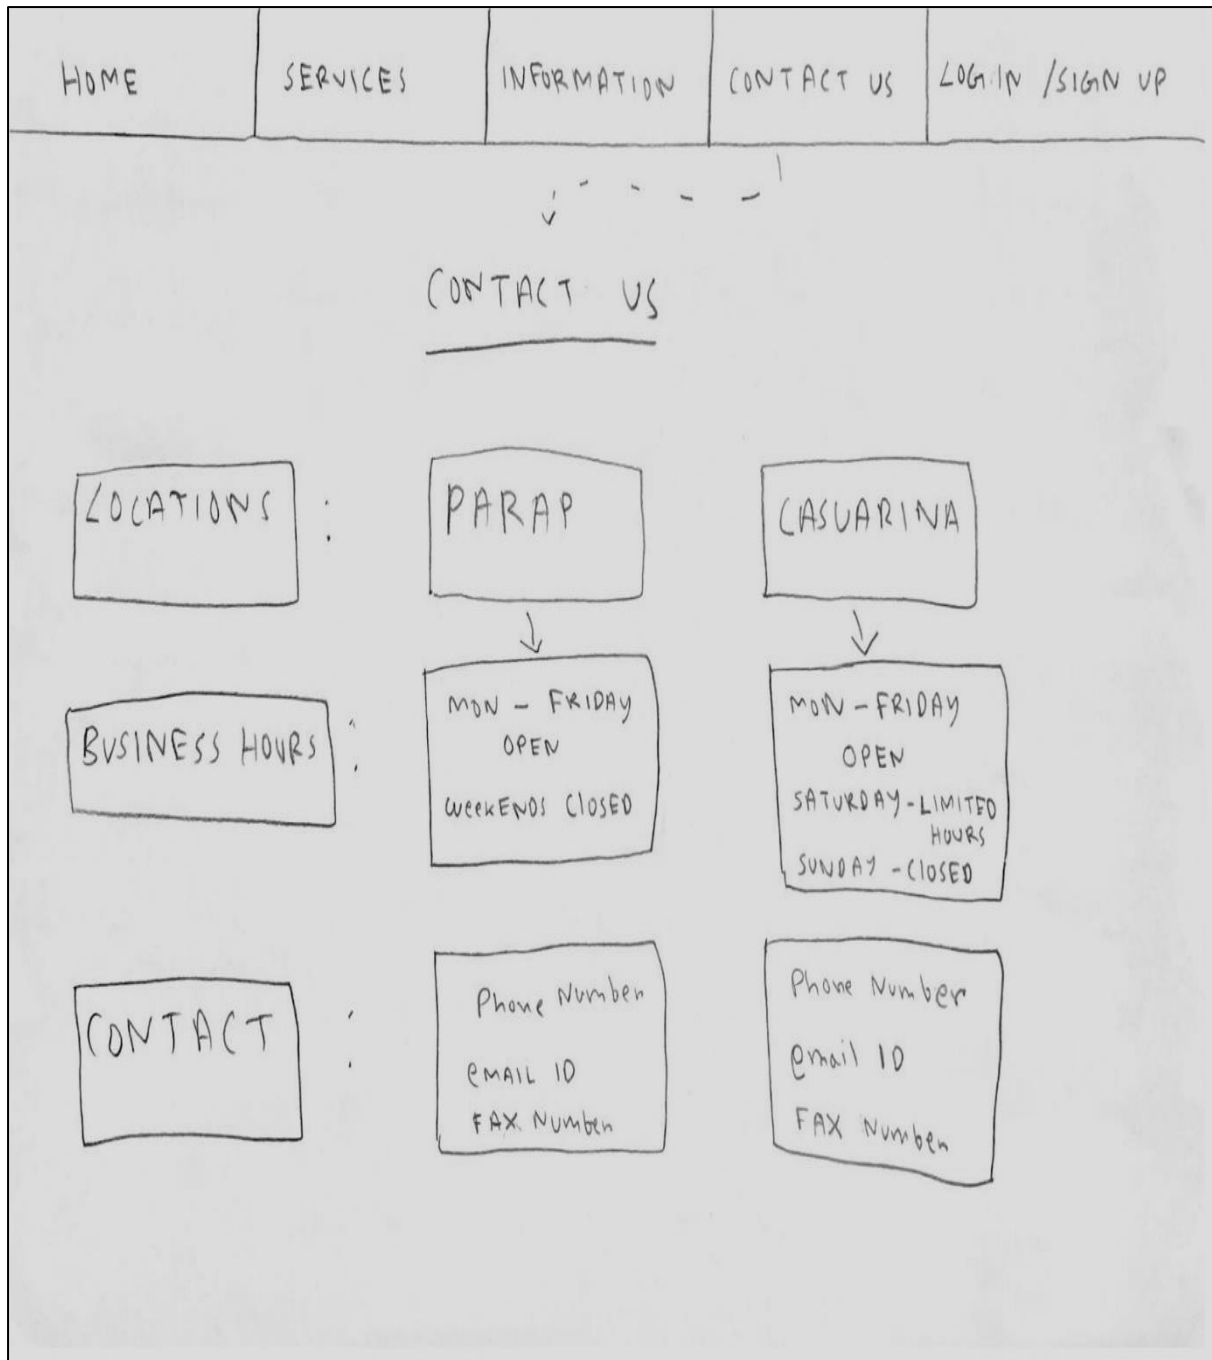 HOME
SERVICES
INFORMATION
CONTACT US
LOG.IN / SIGN UP
CONTACT US
LOCATIONS :
PARAP
CASUARINA
BUSINESS HOURS :
MON - FRIDAY
OPEN
WeekENDS ClOSED
MON - FRIDAY
OPEN
SATURDAY - LIMITED
HOURS
SUNDAY - ClOSED
CONTACT :
Phone Number
eMAIL ID
FAX Number
Phone Number
email ID
FAX Number